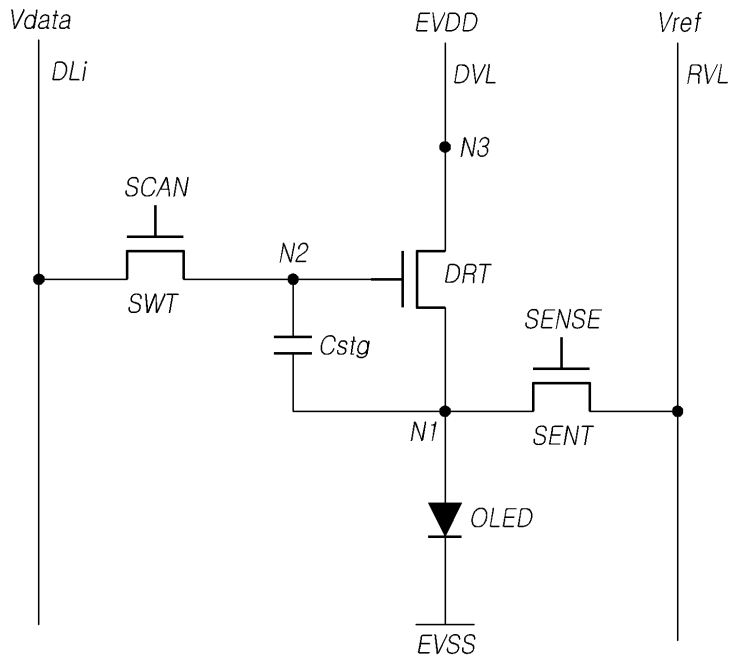 Vdata
EVDD
Vref
DLi
DVL
RVL
N3
SCAN
N2
DRT
SWT
SENSE
Cstg
N1
SENT
OLED
EVSS